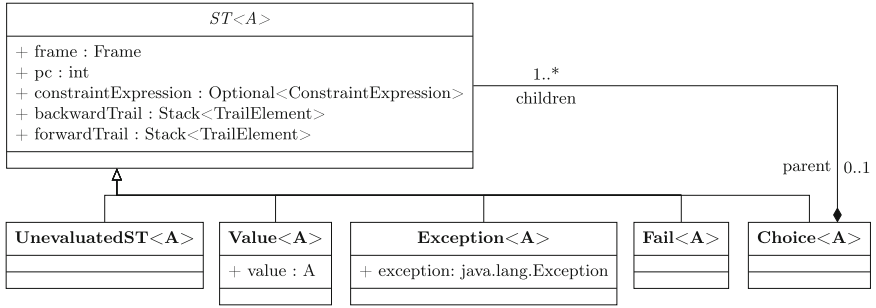 ST<A>
+ frame : Frame
+ pc : int
+ constraintExpression : Optional<ConstraintExpression>
+ backwardTrail : Stack<TrailElement>
+ forwardTrail : Stack<TrailElement>
1..*
children
parent 0..1
UnevaluatedST<A>
Value<A>
+ value : A
Exception<A>
+ exception: java.lang.Exception
Fail<A>
Choice<A>